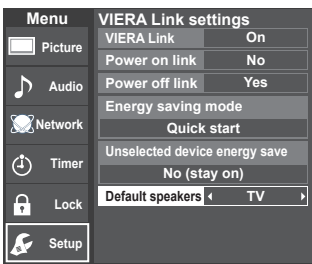 Menu
Picture
Audio
Network
Timer
Lock
Setup
VIERA Link settings
VIERA Link On
Power on link No
Power off link Yes
Energy saving mode
Quick start
Unselected device energy save
No (stay on)
Default speakers TV